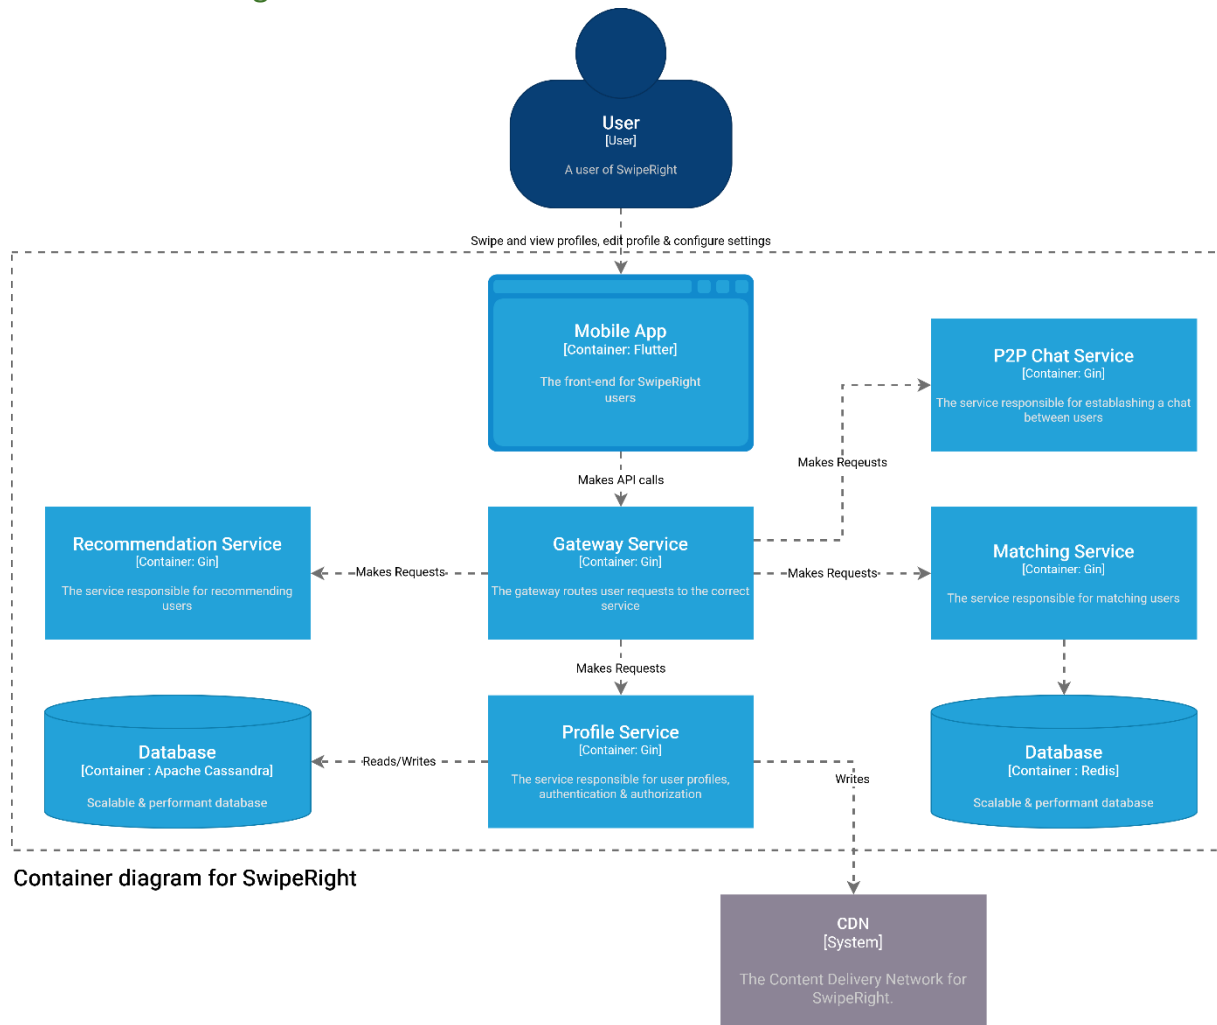 User
[User]
A user of SwipeRight
Swipe and view profiles, edit profile & configure settings
Mobile App
[Container: Flutter]
The front-end for SwipeRight
users
P2P Chat Service
[Container: Gin]
The service responsible for establashing a chat
between users
Makes Reqeusts
Makes API calls
Recommendation Service
[Container: Gin]
The service responsible for recommending
users
Makes Requests
Gateway Service
[Container: Gin]
The gateway routes user requests to the correct
service
Makes Requests
Matching Service
[Container: Gin]
The service responsible for matching users
Makes Requests
Database
[Container : Apache Cassandra]
Scalable & performant database
Reads/Writes
Profile Service
[Container: Gin]
The service responsible for user profiles,
authentication & authorization
Writes
Database
[Container : Redis]
Scalable & performant database
Container diagram for SwipeRight
CDN
[System]
The Content Delivery Network for
SwipeRight.